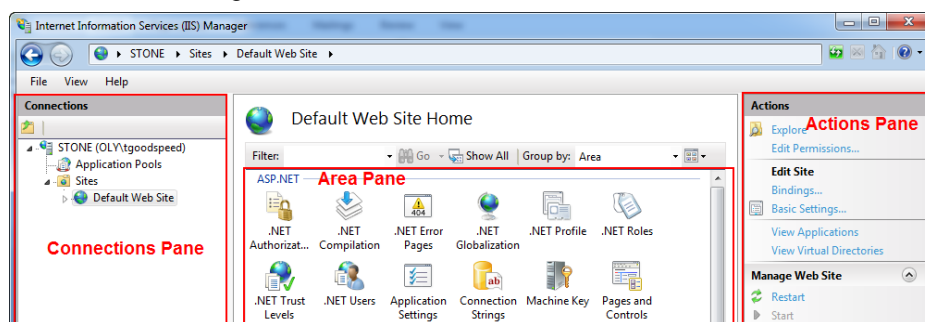 Internet Information Services (IIS) Manager
STONE Sites Default Web Site
File View Help
Connections
STONE (OLY\tgoodspeed)
Application Pools
Sites
Default Web Site
Connections Pane
Default Web Site Home
Filter: Go Show All Group by: Area
Area Pane
ASP.NET
.NET Authorizat...
.NET Compilation
404
.NET Error Pages
.NET Globalization
.NET Profile
.NET Roles
.NET Trust Levels
.NET Users
Application Settings
ab
Connection Strings
Machine Key
Pages and Controls
Actions
Actions Pane
Explore
Edit Permissions...
Edit Site
Bindings...
Basic Settings...
View Applications
View Virtual Directories
Manage Web Site
Restart
Start